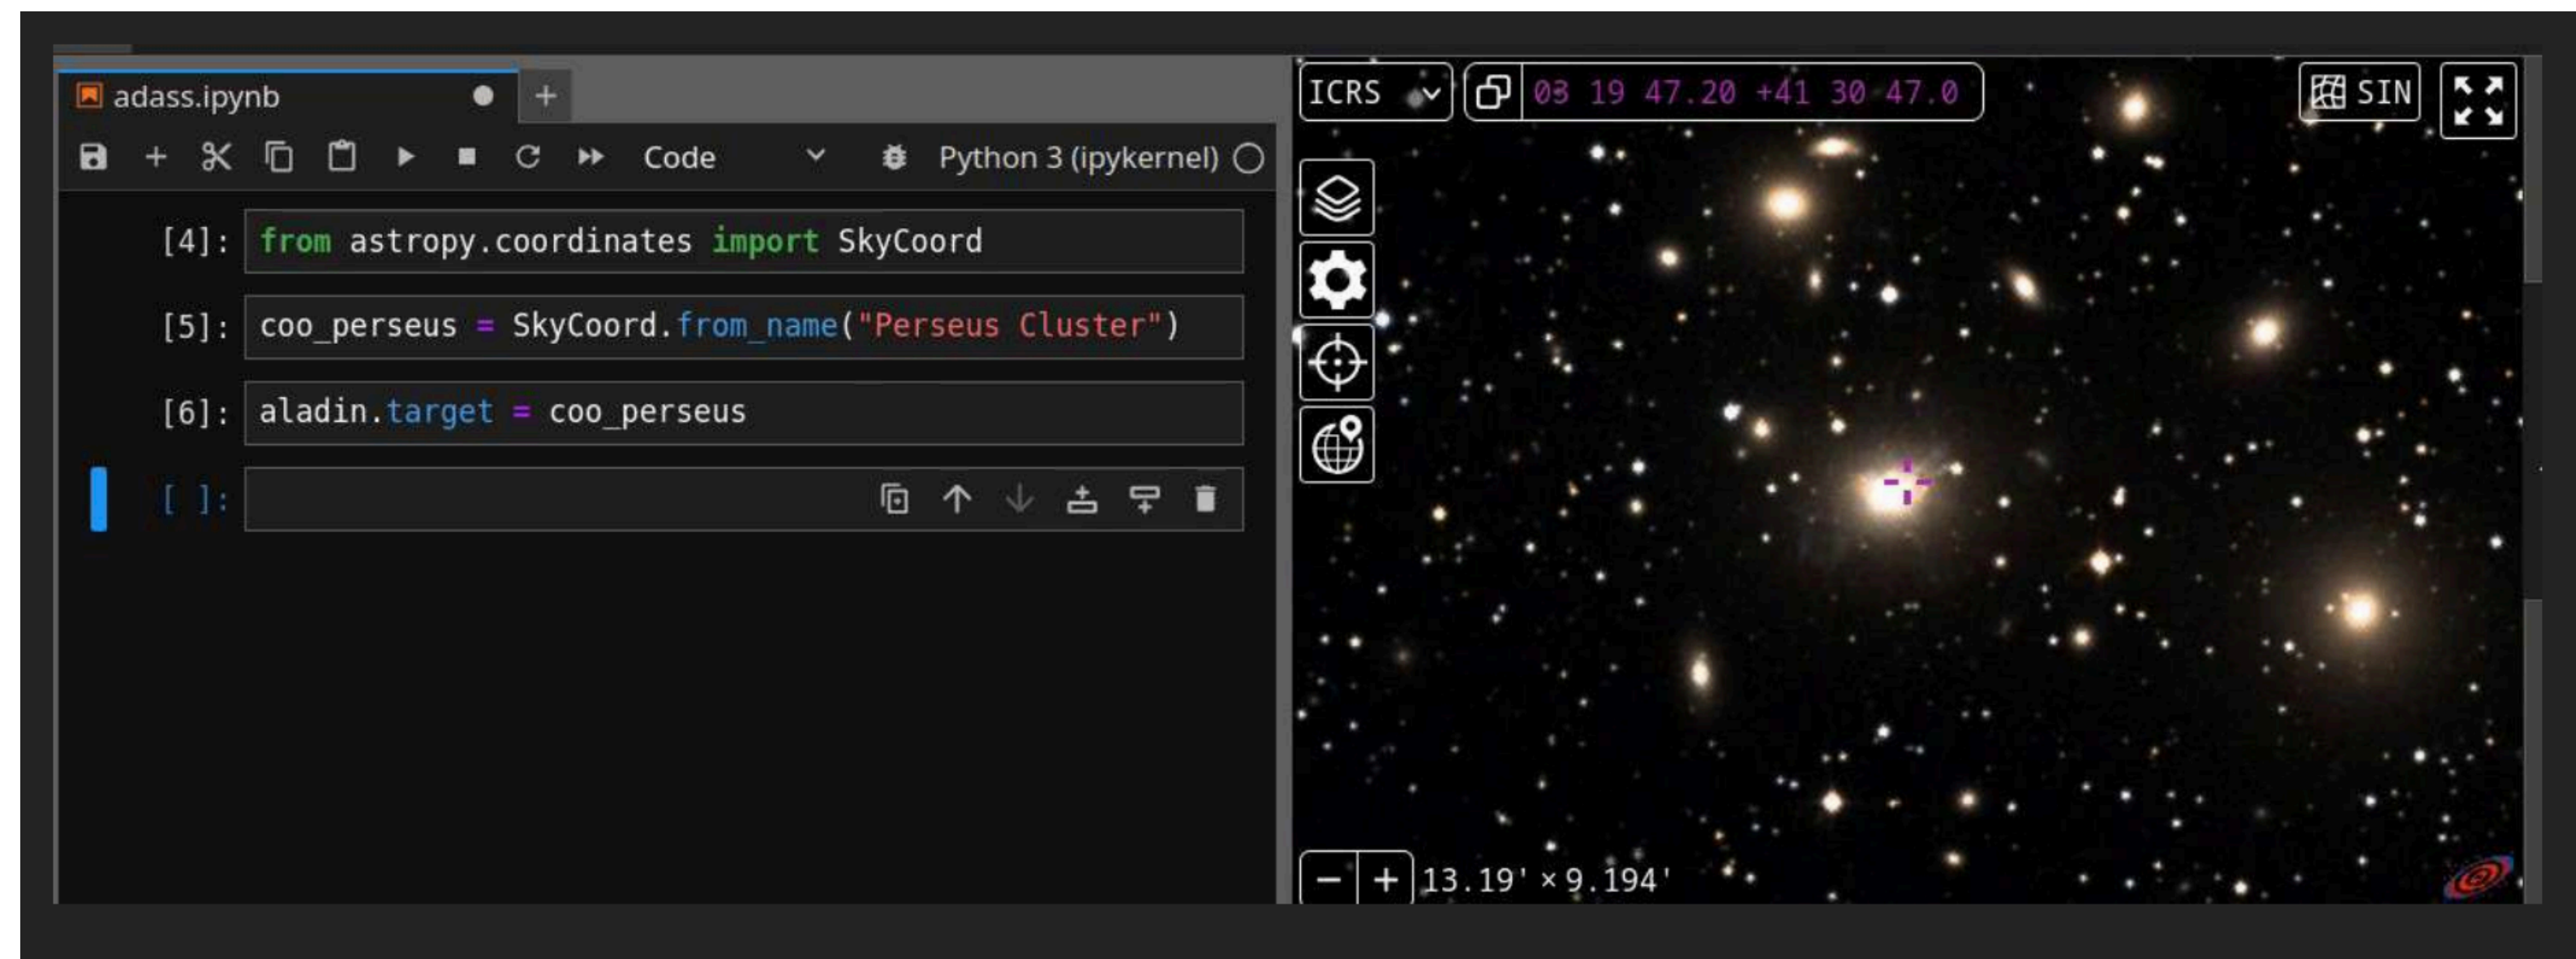 adass.ipynb
Code
Python 3 (ipykernel)
[4]: from astropy.coordinates import SkyCoord
[5]: coo_perseus = SkyCoord.from_name("Perseus Cluster")
[6]: aladin.target = coo_perseus
[ ]:
ICRS
03 19 47.20 +41 30 47.0
SIN
- + 13.19' × 9.194'